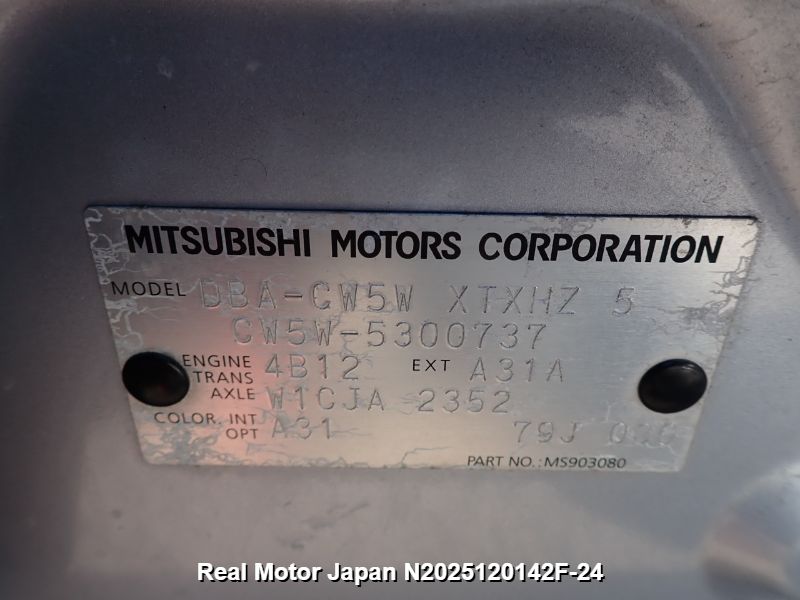 MITSUBISHI MOTORS CORPORATION
MODEL DBA-CW5W XTXHZ 5
CW5W-5300737
ENGINE 4B12 EXT A31A
TRANS
AXLE W1CJA 2352
COLOR, INT
OPT A31 79J
PART NO.:MS903080
Real Motor Japan N2025120142F-24